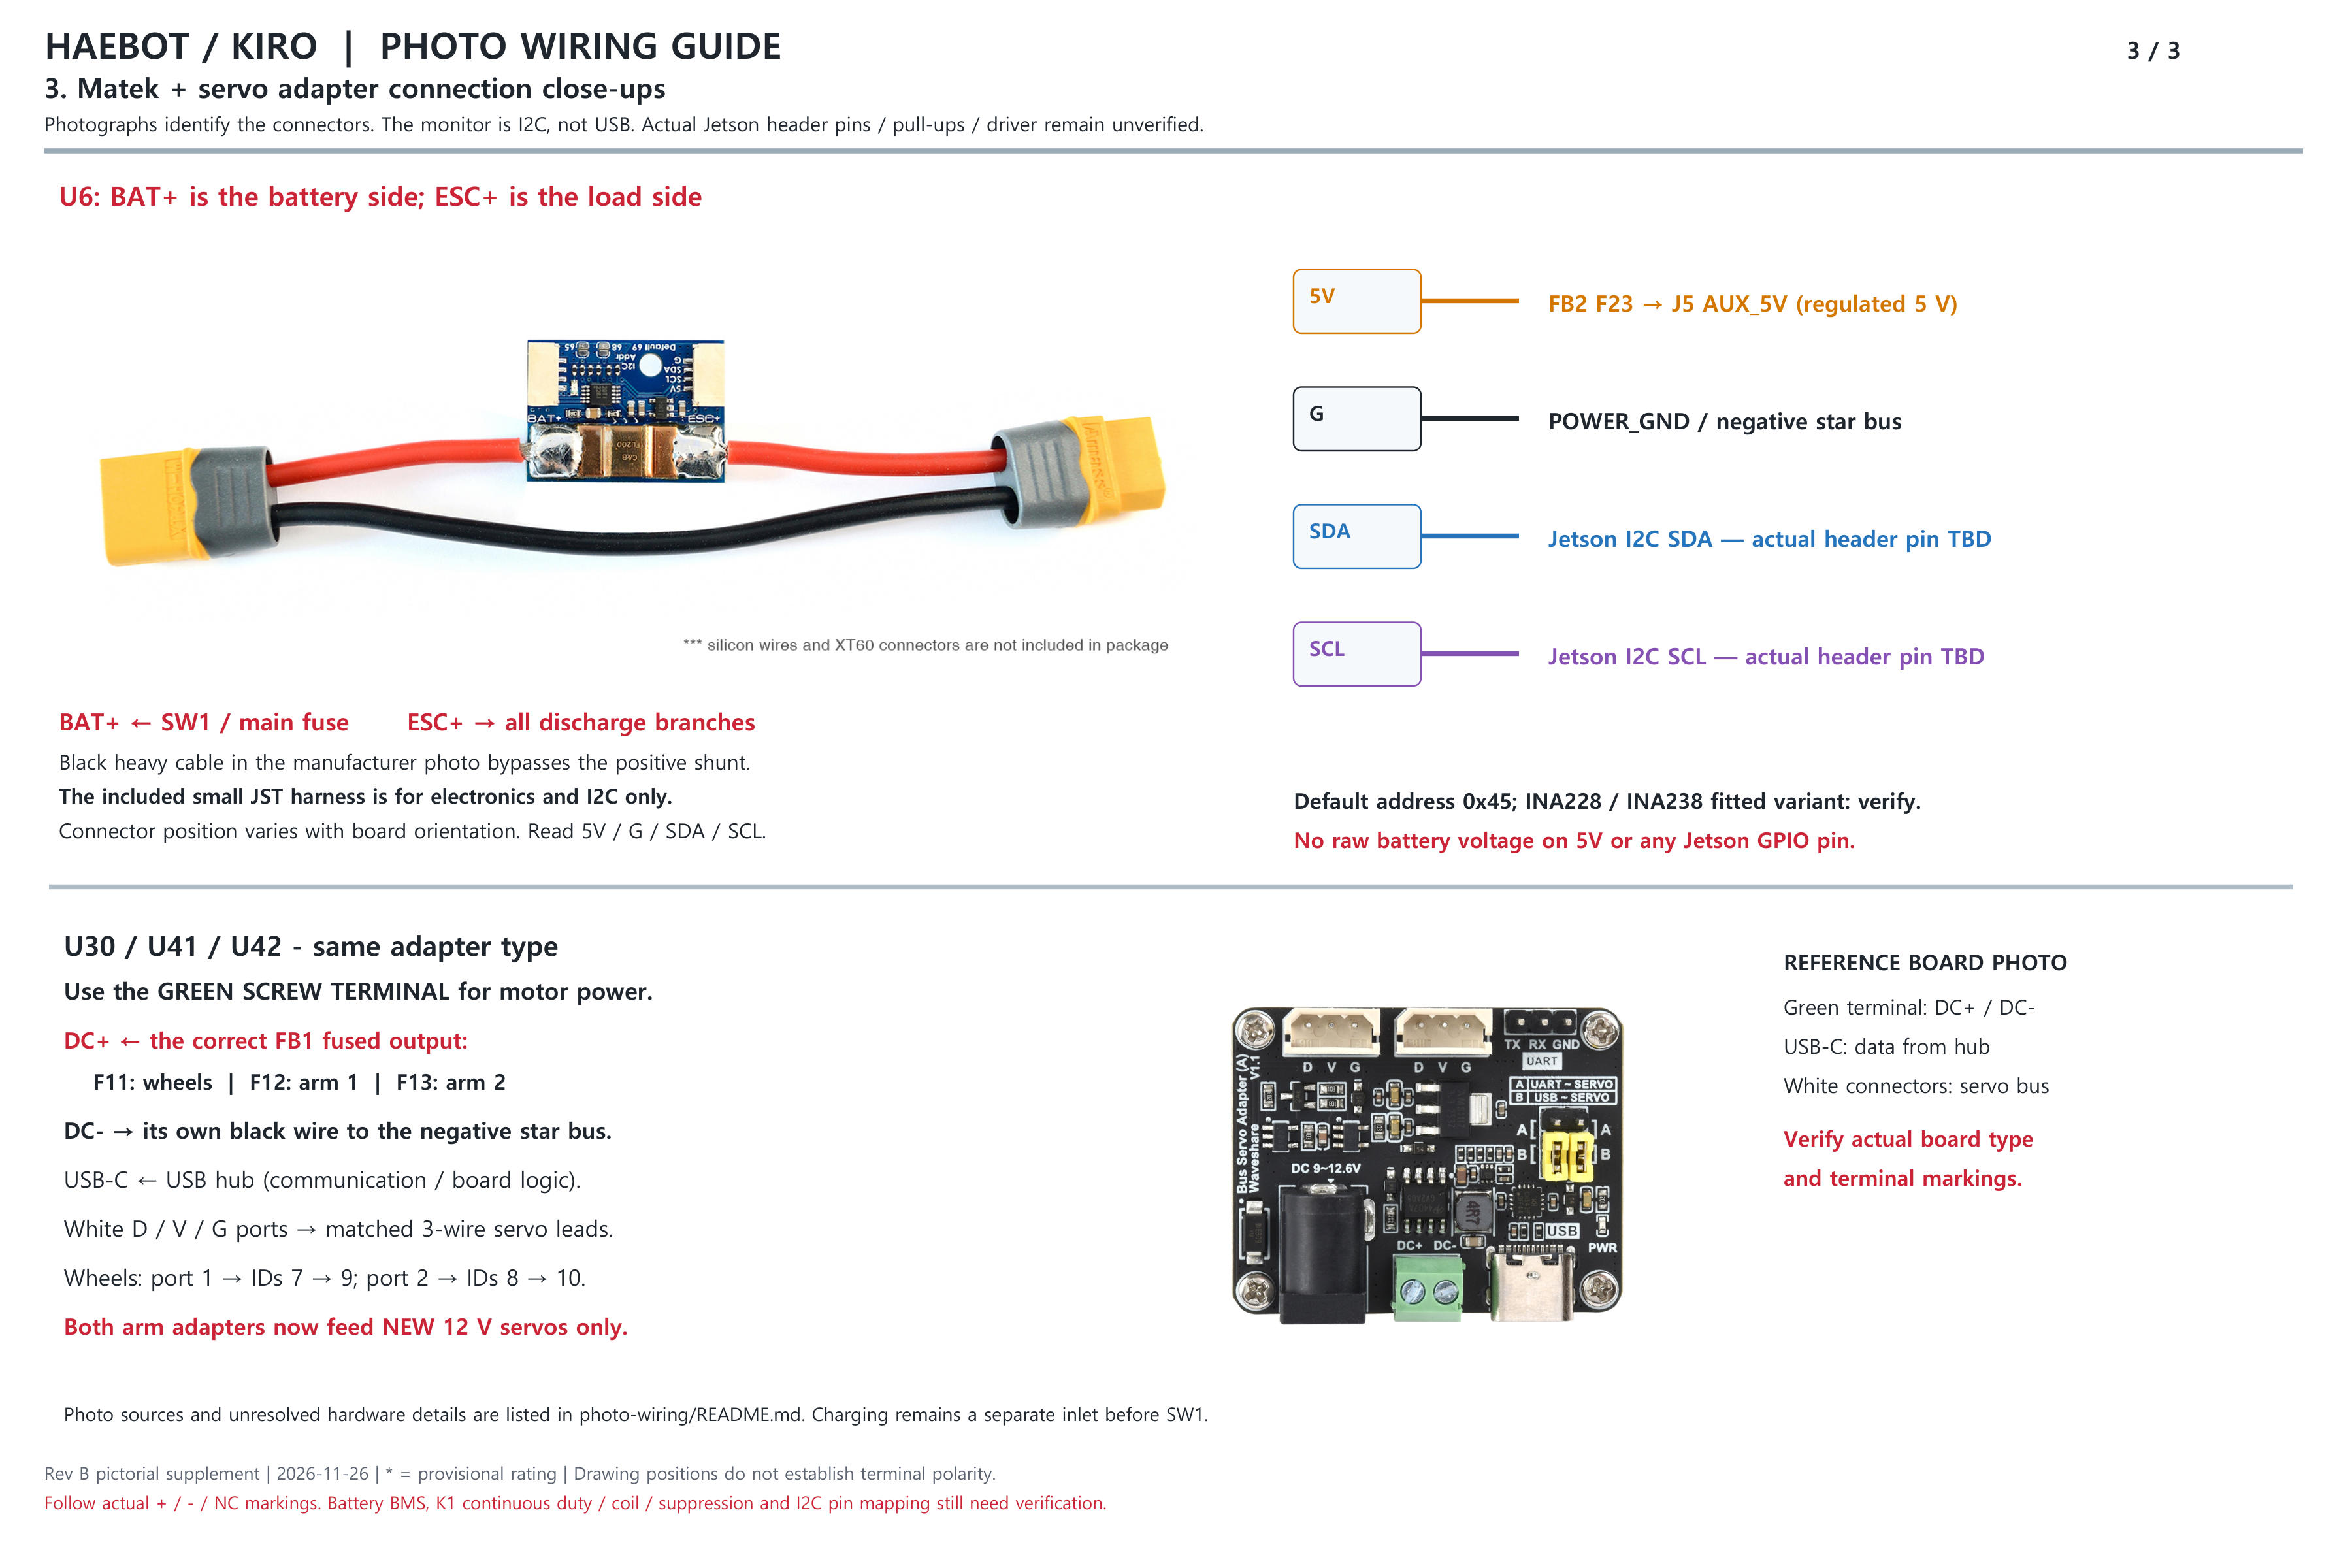 HAEBOT / KIRO | PHOTO WIRING GUIDE
3 / 3
3. Matek + servo adapter connection close-ups
Photographs identify the connectors. The monitor is I2C, not USB. Actual Jetson header pins / pull-ups / driver remain unverified.
U6: BAT+ is the battery side; ESC+ is the load side
65
68
Default 69
Addr
I2C
G
SDA
SCL
5V
BAT+
ESC+
*** silicon wires and XT60 connectors are not included in package
5V
FB2 F23 → J5 AUX_5V (regulated 5 V)
G
POWER_GND / negative star bus
SDA
Jetson I2C SDA — actual header pin TBD
SCL
Jetson I2C SCL — actual header pin TBD
BAT+ ← SW1 / main fuse
ESC+ → all discharge branches
Black heavy cable in the manufacturer photo bypasses the positive shunt.
The included small JST harness is for electronics and I2C only.
Connector position varies with board orientation. Read 5V / G / SDA / SCL.
Default address 0x45; INA228 / INA238 fitted variant: verify.
No raw battery voltage on 5V or any Jetson GPIO pin.
U30 / U41 / U42 - same adapter type
Use the GREEN SCREW TERMINAL for motor power.
DC+ ← the correct FB1 fused output:
F11: wheels | F12: arm 1 | F13: arm 2
DC- → its own black wire to the negative star bus.
USB-C ← USB hub (communication / board logic).
White D / V / G ports → matched 3-wire servo leads.
Wheels: port 1 → IDs 7 → 9; port 2 → IDs 8 → 10.
Both arm adapters now feed NEW 12 V servos only.
D V G
D V G
TX RX GND
UART
A UART ~ SERVO
B USB ~ SERVO
A
A
B
B
Bus Servo Adapter (A)
Waveshare V1.1
DC 9~12.6V
4R7
DC+ DC-
USB
PWR
REFERENCE BOARD PHOTO
Green terminal: DC+ / DC-
USB-C: data from hub
White connectors: servo bus
Verify actual board type
and terminal markings.
Photo sources and unresolved hardware details are listed in photo-wiring/README.md. Charging remains a separate inlet before SW1.
Rev B pictorial supplement | 2026-11-26 | * = provisional rating | Drawing positions do not establish terminal polarity.
Follow actual + / - / NC markings. Battery BMS, K1 continuous duty / coil / suppression and I2C pin mapping still need verification.